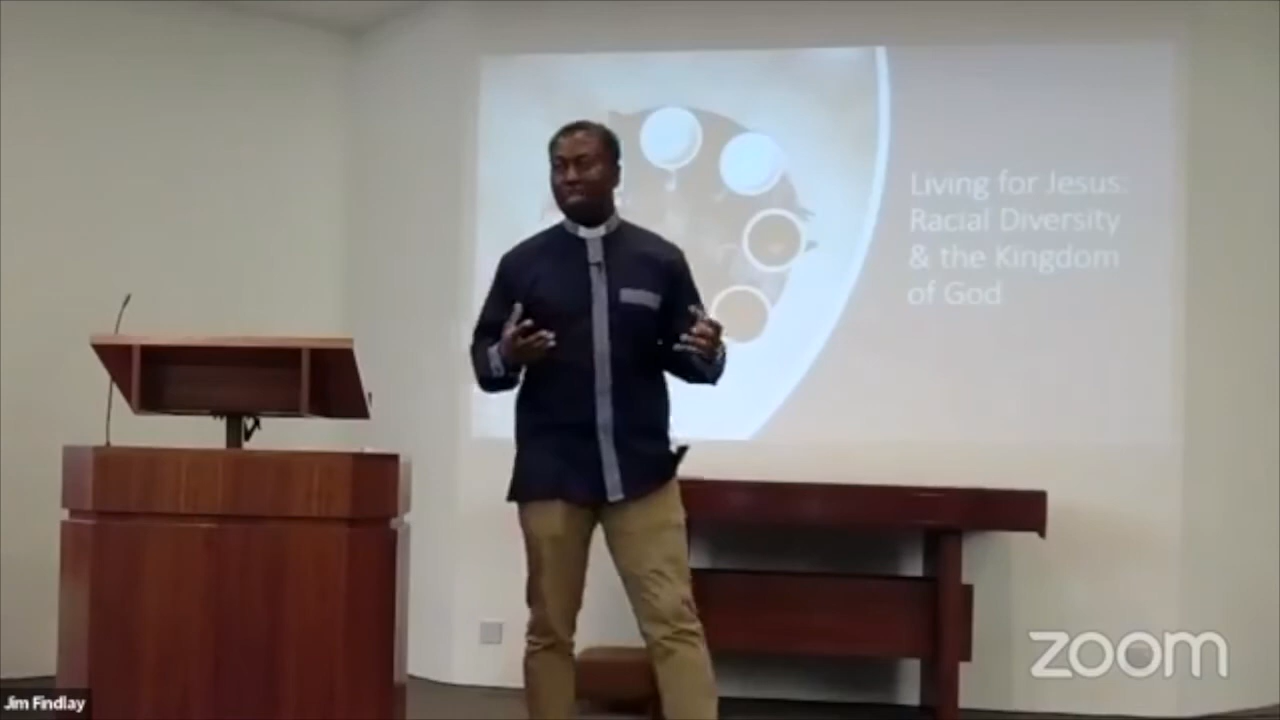 Living for Jesus:
Racial Diversity
& the Kingdom
of God
zoom
Jim Findlay